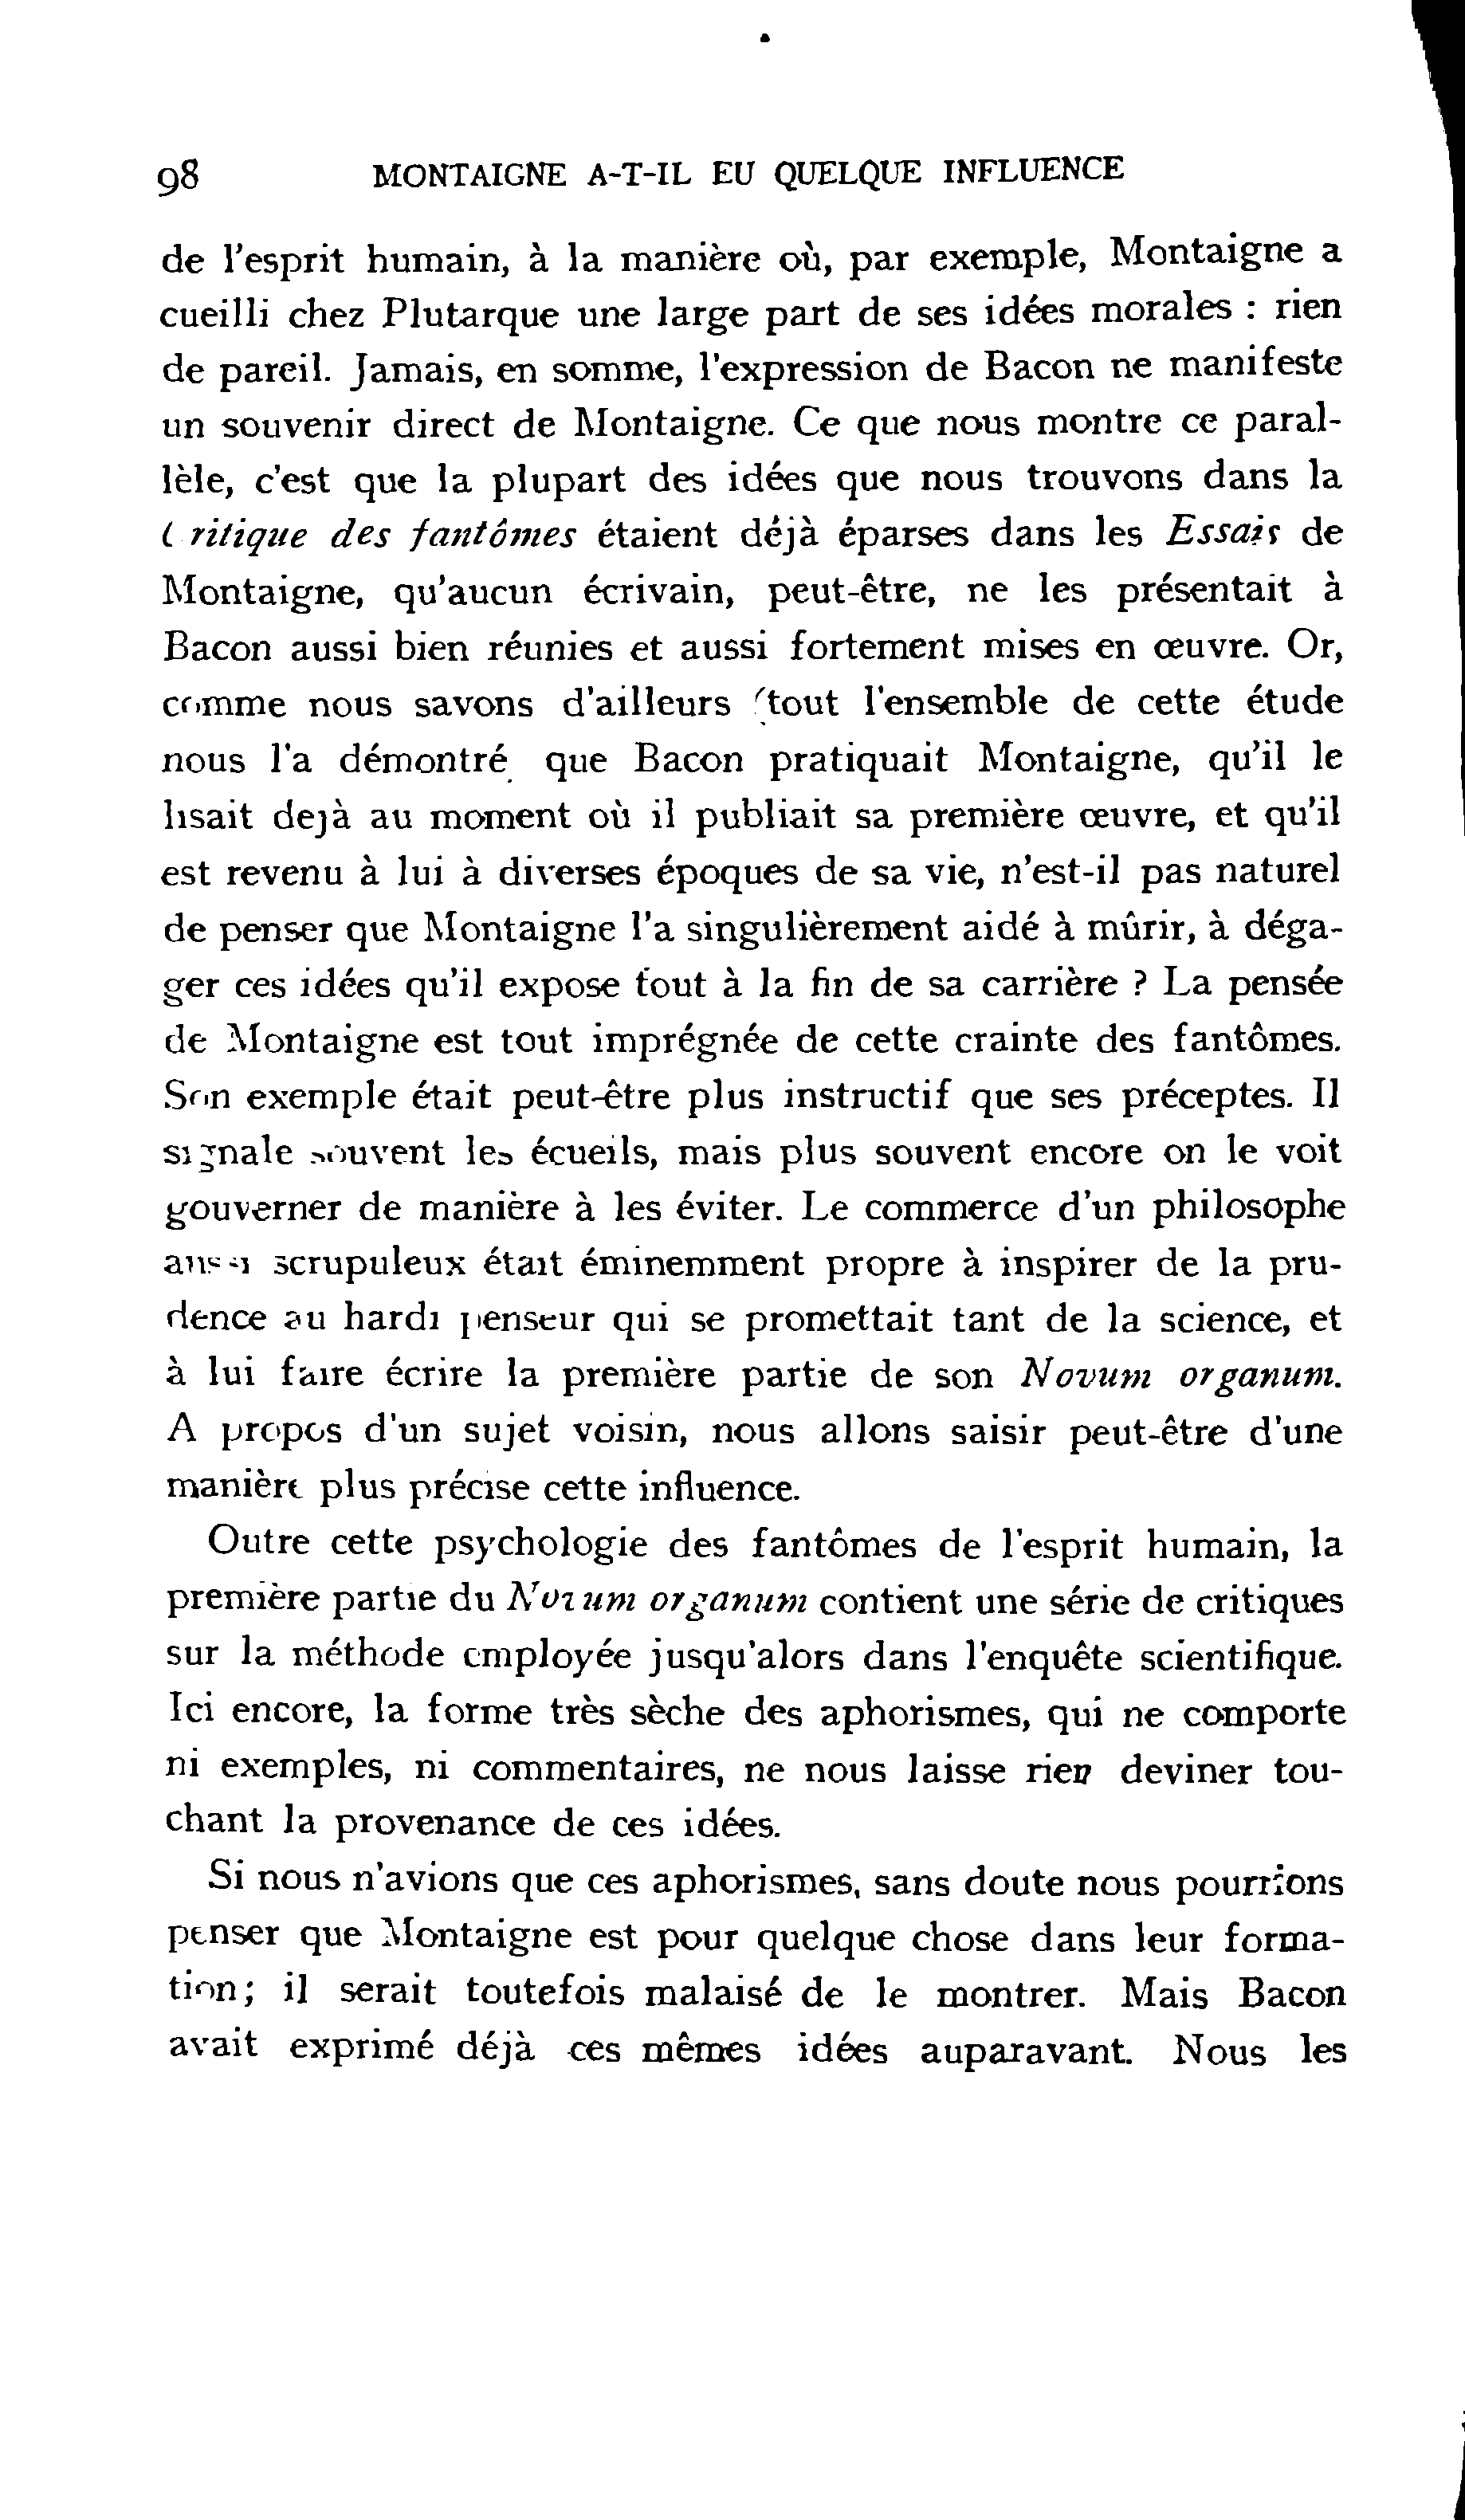 98 MONTAIGNE A-T-IL EU QUELQUE INFLUENCE
de l'esprit humain, à la manière où, par exemple, Montaigne a
cueilli chez Plutarque une large part de ses idées morales : rien
de pareil. Jamais, en somme, l'expression de Bacon ne manifeste
un souvenir direct de Montaigne. Ce que nous montre ce paral-
lèle, c'est que la plupart des idées que nous trouvons dans la
Critique des fantômes étaient déjà éparses dans les Essais de
Montaigne, qu'aucun écrivain, peut-être, ne les présentait à
Bacon aussi bien réunies et aussi fortement mises en œuvre. Or,
comme nous savons d'ailleurs (tout l'ensemble de cette étude
nous l'a démontré) que Bacon pratiquait Montaigne, qu'il le
lisait dejà au moment où il publiait sa première œuvre, et qu'il
est revenu à lui à diverses époques de sa vie, n'est-il pas naturel
de penser que Montaigne l'a singulièrement aidé à mûrir, à déga-
ger ces idées qu'il expose tout à la fin de sa carrière ? La pensée
de Montaigne est tout imprégnée de cette crainte des fantômes.
Son exemple était peut-être plus instructif que ses préceptes. Il
signale souvent les écueils, mais plus souvent encore on le voit
gouverner de manière à les éviter. Le commerce d'un philosophe
aussi scrupuleux était éminemment propre à inspirer de la pru-
dence au hardi penseur qui se promettait tant de la science, et
à lui faire écrire la première partie de son Novum organum.
A propos d'un sujet voisin, nous allons saisir peut-être d'une
manière plus précise cette influence.
Outre cette psychologie des fantômes de l'esprit humain, la
première partie du Novum organum contient une série de critiques
sur la méthode employée jusqu'alors dans l'enquête scientifique.
Ici encore, la forme très sèche des aphorismes, qui ne comporte
ni exemples, ni commentaires, ne nous laisse rien deviner tou-
chant la provenance de ces idées.
Si nous n'avions que ces aphorismes, sans doute nous pourrions
penser que Montaigne est pour quelque chose dans leur forma-
tion; il serait toutefois malaisé de le montrer. Mais Bacon
avait exprimé déjà ces mêmes idées auparavant. Nous les